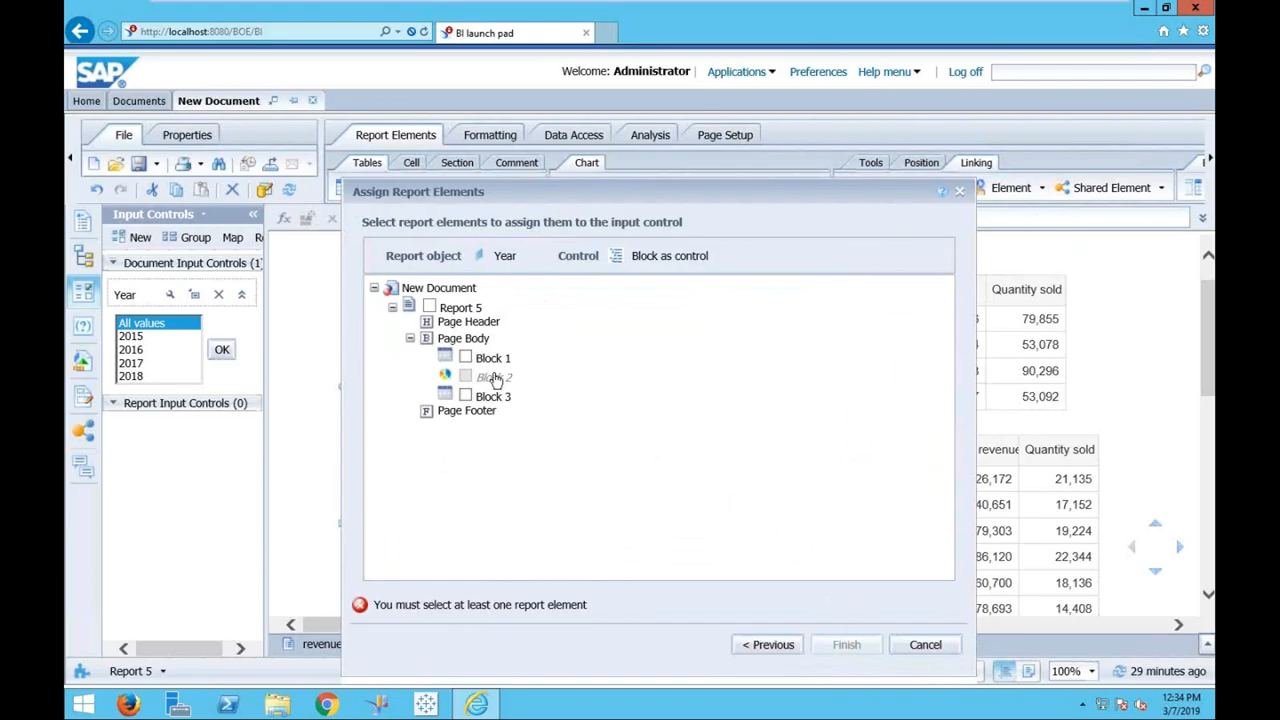 http://localhost:8080/BOE/BI
BI launch pad
SAP
Welcome: Administrator
Applications
Preferences
Help menu
Log off
Home
Documents
New Document
File
Properties
Report Elements
Formatting
Data Access
Analysis
Page Setup
Tables
Cell
Section
Comment
Chart
Tools
Position
Linking
Element
Shared Element
Input Controls
New
Group
Map
Document Input Controls (1)
Year
All values
2015
2016
2017
2018
OK
Report Input Controls (0)
Assign Report Elements
Select report elements to assign them to the input control
Report object
Year
Control
Block as control
New Document
Report 5
H Page Header
B Page Body
Block 1
Block 2
Block 3
F Page Footer
You must select at least one report element
< Previous
Finish
Cancel
Quantity sold
79,855
53,078
90,296
53,092
revenue
Quantity sold
26,172 21,135
40,651 17,152
79,303 19,224
86,120 22,344
60,700 18,136
78,693 14,408
revenue
Report 5
100%
29 minutes ago
12:34 PM
3/7/2019